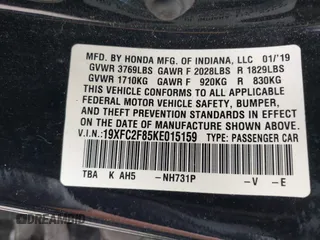 MFD. BY HONDA MFG. OF INDIANA, LLC 01/'19
GVWR 3769LBS GAWR F 2028LBS R 1829LBS
GVWR 1710KG GAWR F 920KG R 830KG
THIS VEHICLE CONFORMS TO ALL APPLICABLE
FEDERAL MOTOR VEHICLE SAFETY, BUMPER,
AND THEFT PREVENTION STANDARDS IN EFFECT
ON THE DATE OF MANUFACTURE SHOWN ABOVE.
V.I.N.: 19XFC2F85KE015159 TYPE: PASSENGER CAR
TBA K AH5 -NH731P -V -E